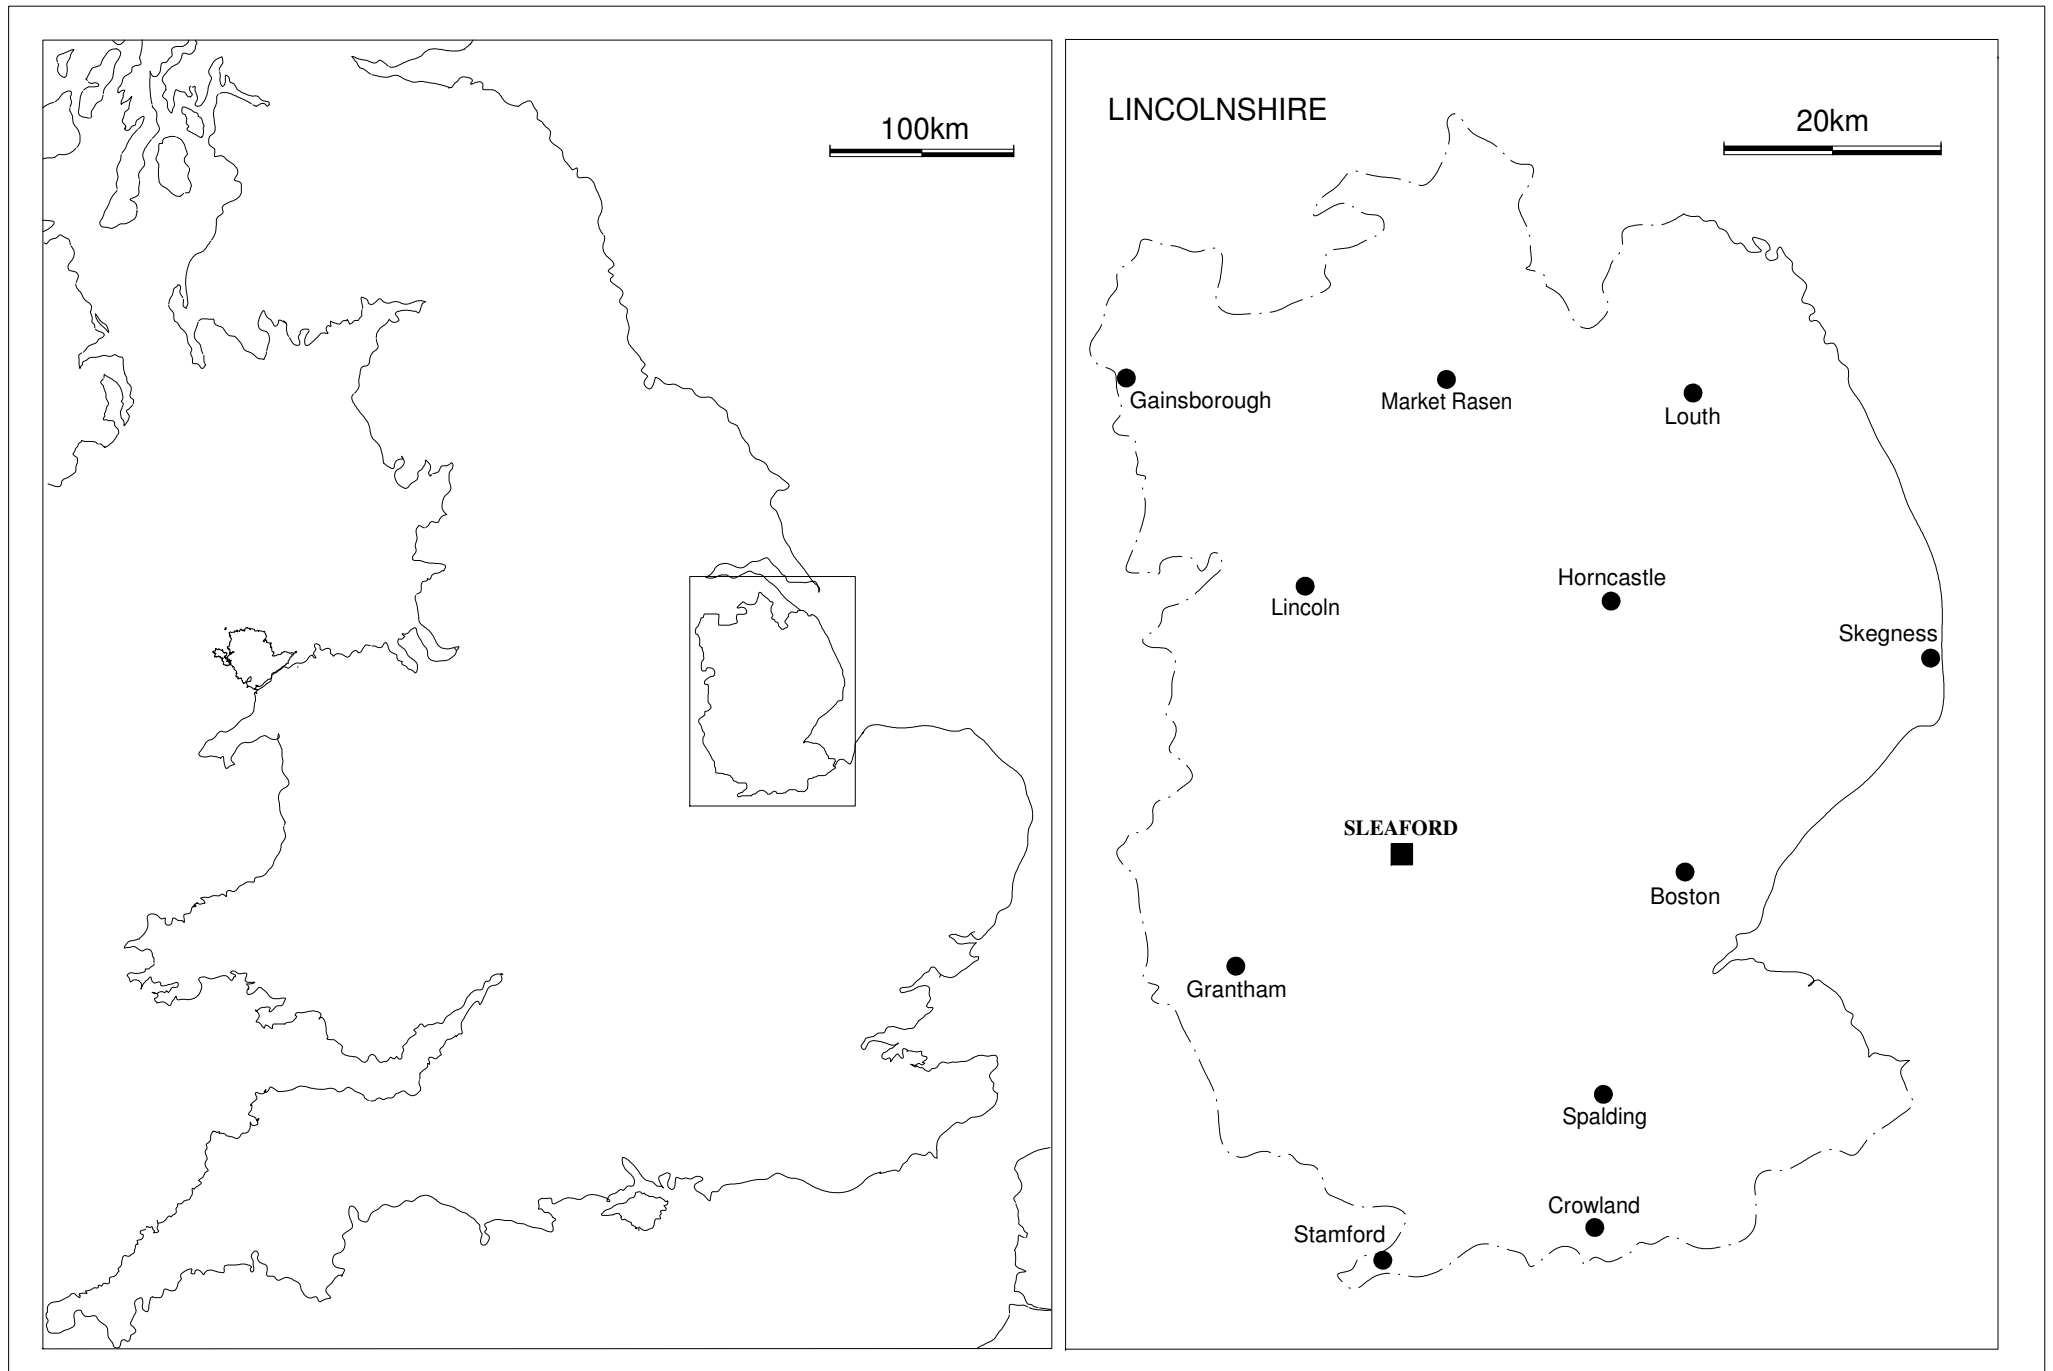 100km
LINCOLNSHIRE
20km
Gainsborough
Market Rasen
Louth
Lincoln
Horncastle
Skegness
SLEAFORD
Boston
Grantham
Spalding
Crowland
Stamford